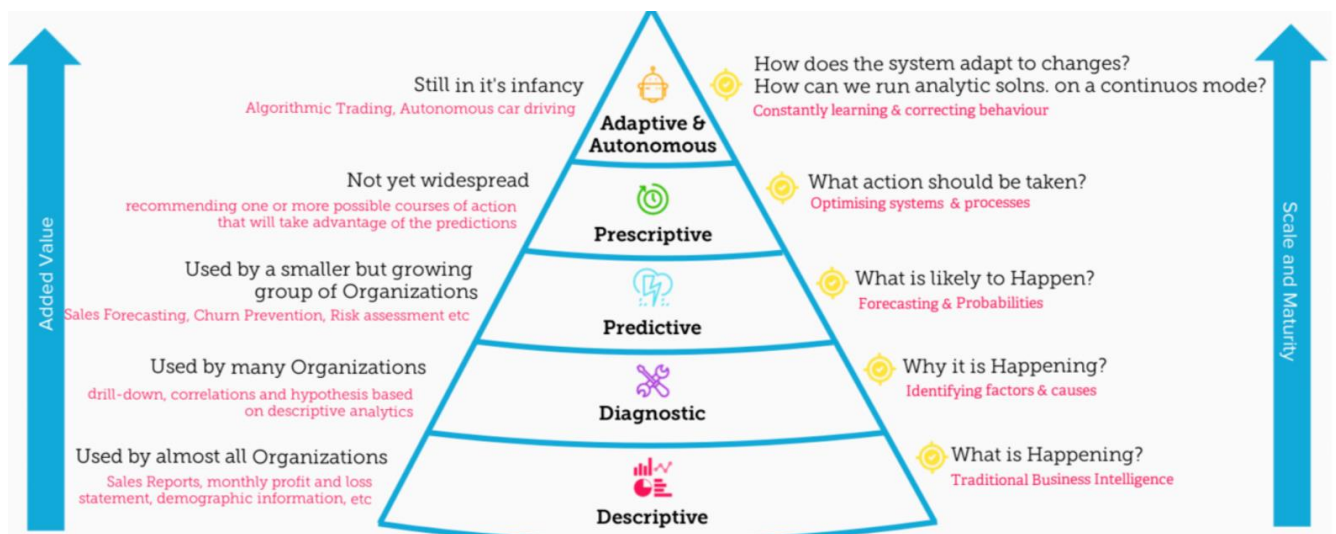 Added Value
Still in it's infancy
Algorithmic Trading, Autonomous car driving
Adaptive &
Autonomous
How does the system adapt to changes?
How can we run analytic solns. on a continuos mode?
Constantly learning & correcting behaviour
Not yet widespread
recommending one or more possible courses of action
that will take advantage of the predictions
Prescriptive
What action should be taken?
Optimising systems & processes
Used by a smaller but growing
group of Organizations
Sales Forecasting, Churn Prevention, Risk assessment etc
Predictive
What is likely to Happen?
Forecasting & Probabilities
Used by many Organizations
drill-down, correlations and hypothesis based
on descriptive analytics
Diagnostic
Why it is Happening?
Identifying factors & causes
Used by almost all Organizations
Sales Reports, monthly profit and loss
statement, demographic information, etc
Descriptive
What is Happening?
Traditional Business Intelligence
Scale and Maturity